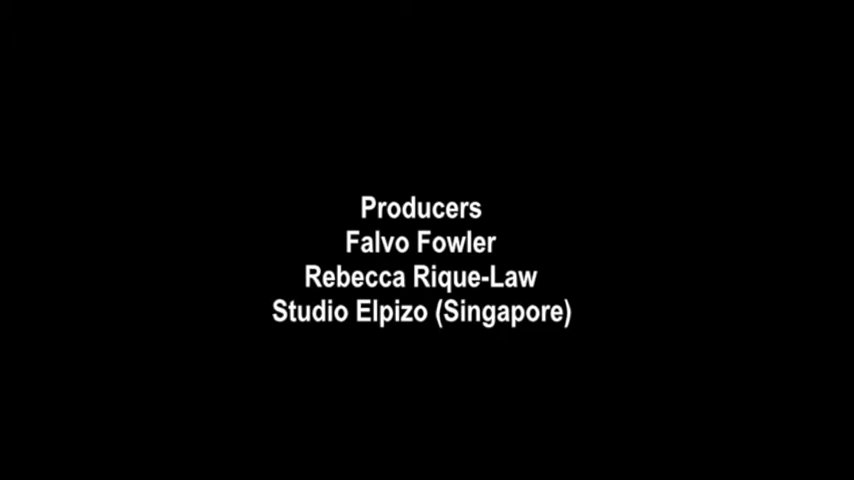 Producers
Falvo Fowler
Rebecca Rique-Law
Studio Elpizo (Singapore)